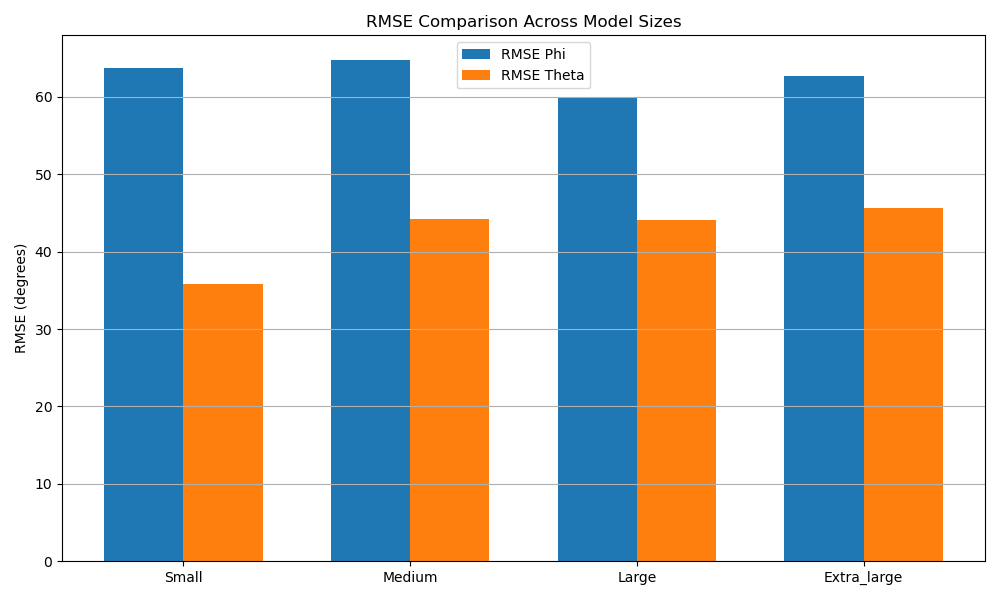 RMSE Comparison Across Model Sizes
RMSE Phi
RMSE Theta
RMSE (degrees)
60
50
40
30
20
10
0
Small Medium Large Extra_large